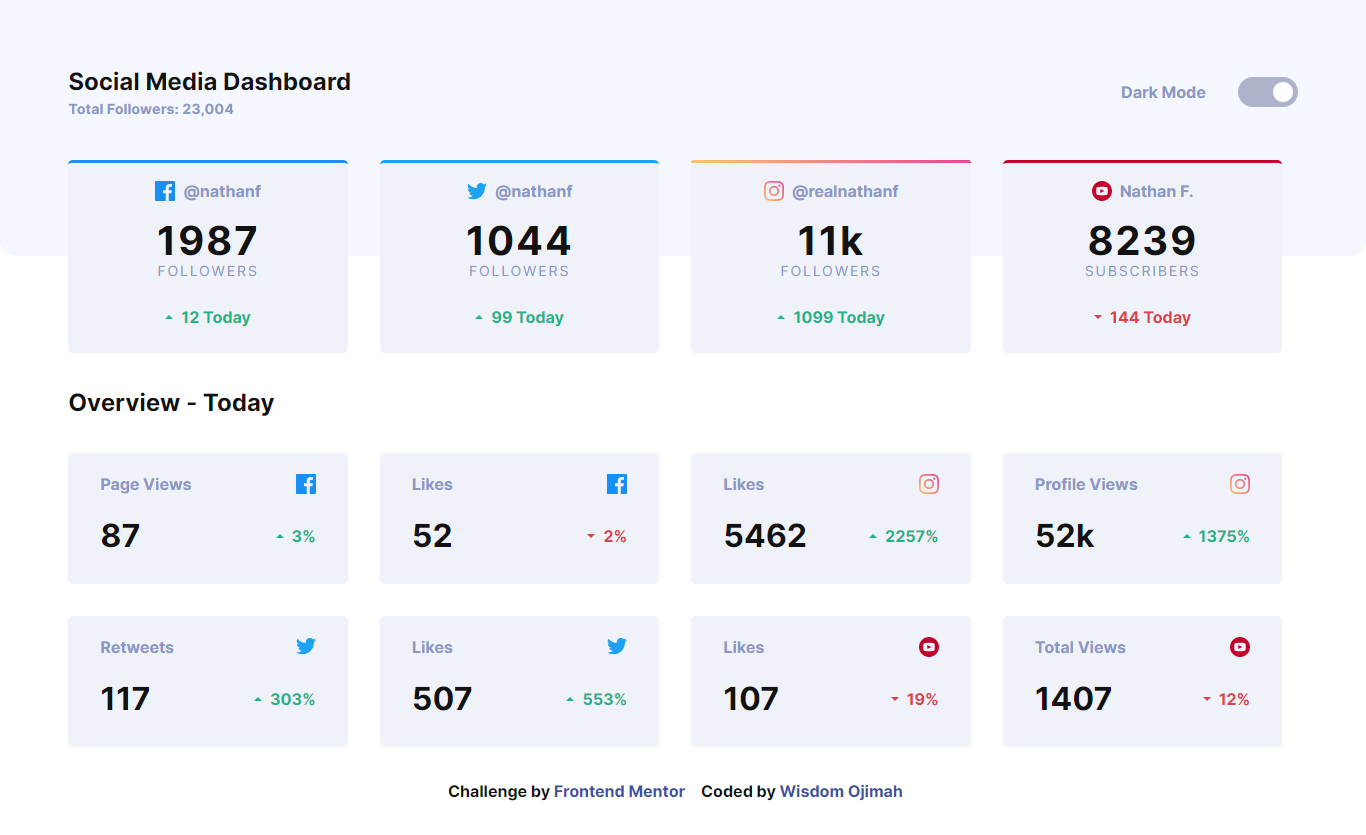 Social Media Dashboard
Total Followers: 23,004
Dark Mode
@nathanf
1987
FOLLOWERS
12 Today
@nathanf
1044
FOLLOWERS
99 Today
@realnathanf
11k
FOLLOWERS
1099 Today
Nathan F.
8239
SUBSCRIBERS
144 Today
Overview - Today
Page Views
87
3%
Likes
52
2%
Likes
5462
2257%
Profile Views
52k
1375%
Retweets
117
303%
Likes
507
553%
Likes
107
19%
Total Views
1407
12%
Challenge by Frontend Mentor Coded by Wisdom Ojimah